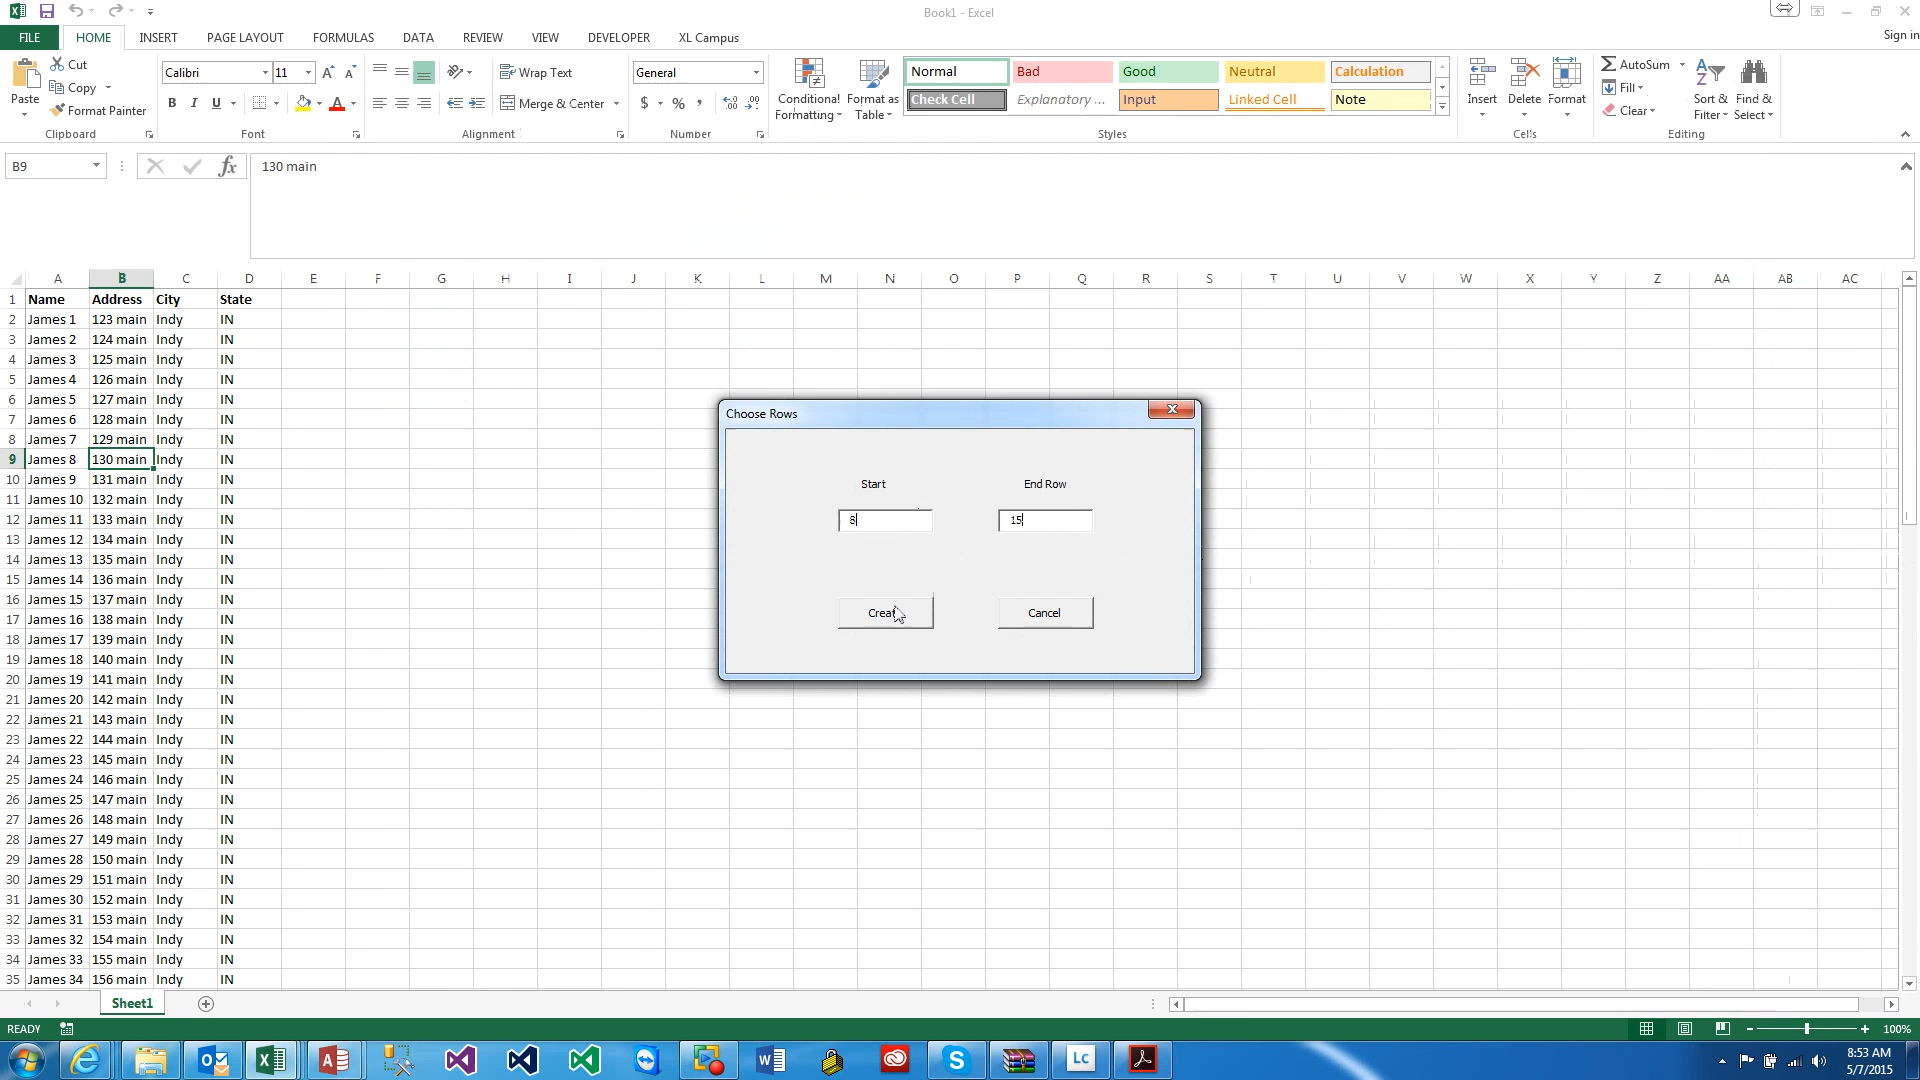 Book1 - Excel
Sign in
FILE HOME INSERT PAGE LAYOUT FORMULAS DATA REVIEW VIEW DEVELOPER XL Campus
Paste
Cut
Copy
Format Painter
Clipboard
Calibri 11
B I U
Font
Wrap Text
Merge & Center
Alignment
General
$ % ,
Number
Conditional Formatting
Format as Table
Normal Bad Good Neutral Calculation
Check Cell Explanatory ... Input Linked Cell Note
Styles
Insert Delete Format
Cells
AutoSum
Fill
Clear
Sort & Filter
Find & Select
Editing
B9 fx 130 main
A B C D E F G H I J K L M N O P Q R S T U V W X Y Z AA AB AC
1 Name Address City State
2 James 1 123 main Indy IN
3 James 2 124 main Indy IN
4 James 3 125 main Indy IN
5 James 4 126 main Indy IN
6 James 5 127 main Indy IN
7 James 6 128 main Indy IN
8 James 7 129 main Indy IN
9 James 8 130 main Indy IN
10 James 9 131 main Indy IN
11 James 10 132 main Indy IN
12 James 11 133 main Indy IN
13 James 12 134 main Indy IN
14 James 13 135 main Indy IN
15 James 14 136 main Indy IN
16 James 15 137 main Indy IN
17 James 16 138 main Indy IN
18 James 17 139 main Indy IN
19 James 18 140 main Indy IN
20 James 19 141 main Indy IN
21 James 20 142 main Indy IN
22 James 21 143 main Indy IN
23 James 22 144 main Indy IN
24 James 23 145 main Indy IN
25 James 24 146 main Indy IN
26 James 25 147 main Indy IN
27 James 26 148 main Indy IN
28 James 27 149 main Indy IN
29 James 28 150 main Indy IN
30 James 29 151 main Indy IN
31 James 30 152 main Indy IN
32 James 31 153 main Indy IN
33 James 32 154 main Indy IN
34 James 33 155 main Indy IN
35 James 34 156 main Indy IN
Choose Rows
Start End Row
8 15
Creat Cancel
Sheet1
READY 100%
8:53 AM
5/7/2015